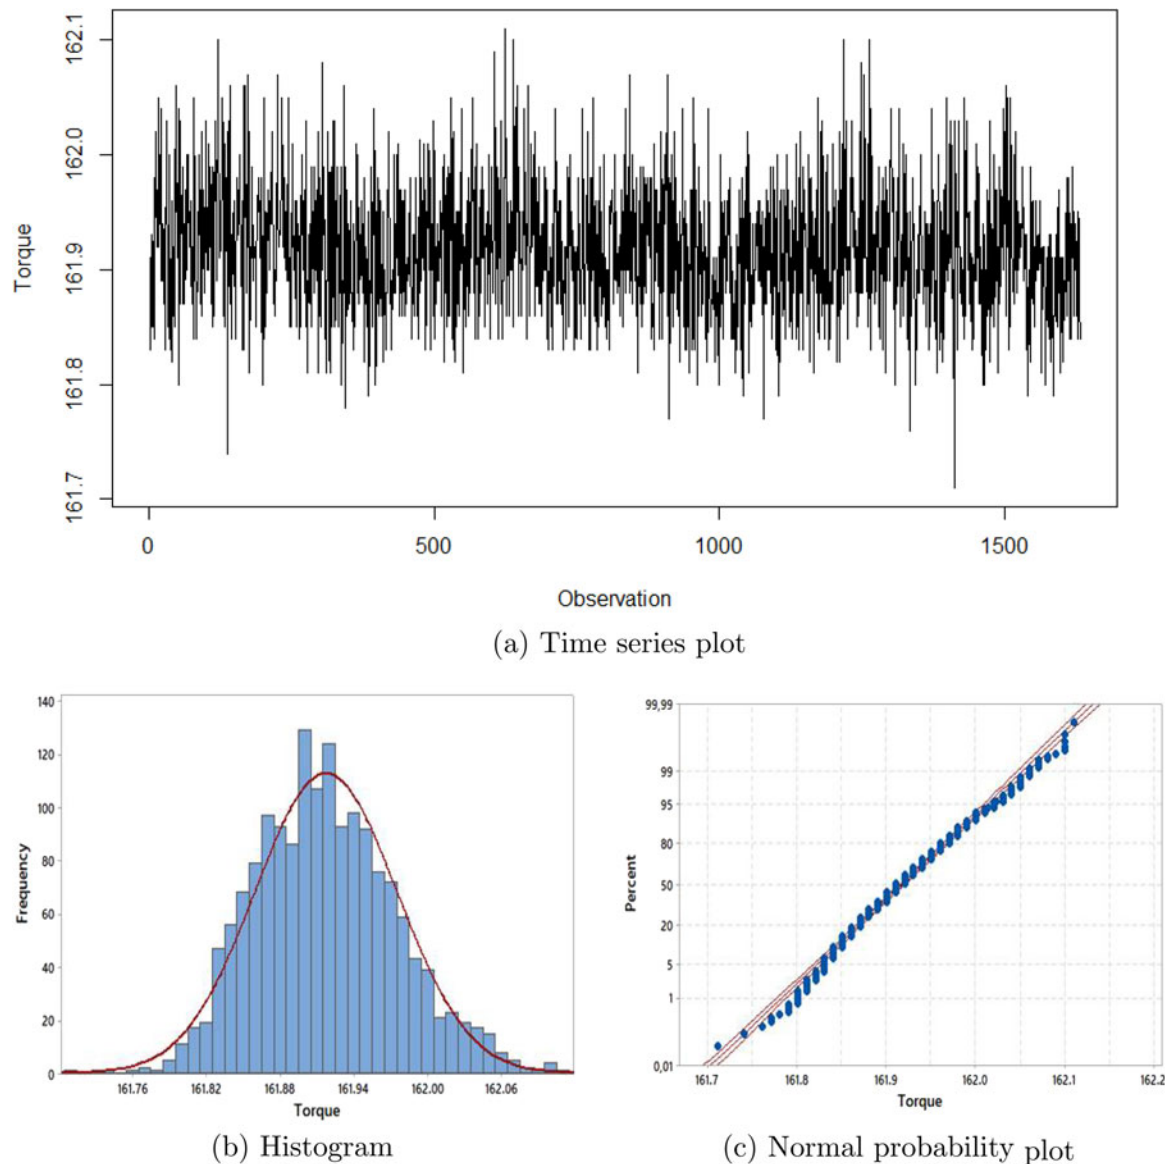 162.1
162.0
161.9
161.8
161.7
Torque
0 500 1000 1500
Observation
(a) Time series plot
140
120
100
80
60
40
20
0
Frequency
161.76 161.82 161.88 161.94 162.00 162.06
Torque
(b) Histogram
99,99
99
95
80
50
20
5
1
0,01
Percent
161.7 161.8 161.9 162.0 162.1 162.2
Torque
(c) Normal probability plot